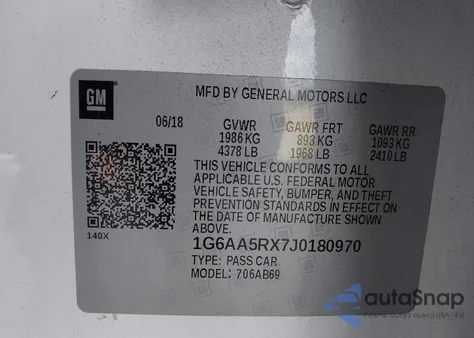 GM
MFD BY GENERAL MOTORS LLC
06/18 GVWR GAWR FRT GAWR RR
1986 KG 893 KG 1093 KG
4378 LB 1968 LB 2410 LB
THIS VEHICLE CONFORMS TO ALL
APPLICABLE U.S. FEDERAL MOTOR
VEHICLE SAFETY, BUMPER, AND THEFT
PREVENTION STANDARDS IN EFFECT ON
THE DATE OF MANUFACTURE SHOWN
ABOVE.
140X
1G6AA5RX7J0180970
TYPE: PASS CAR
MODEL: 706AB69
autoSnap